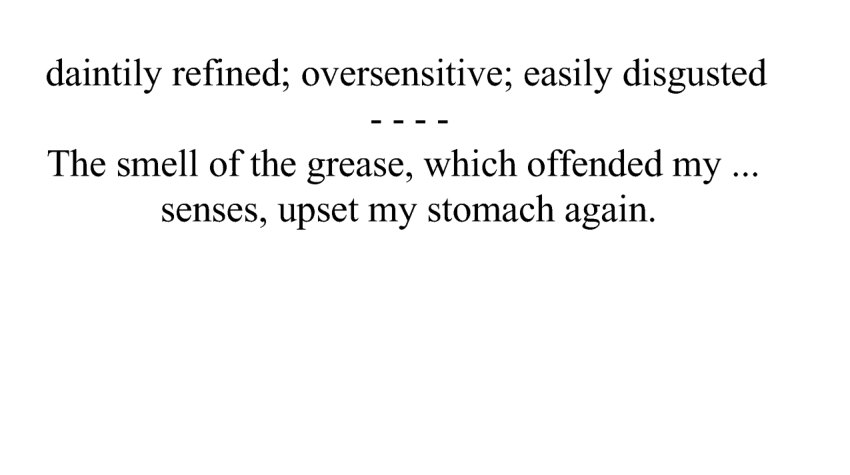 daintily refined; oversensitive; easily disgusted
- - - -
The smell of the grease, which offended my ...
senses, upset my stomach again.